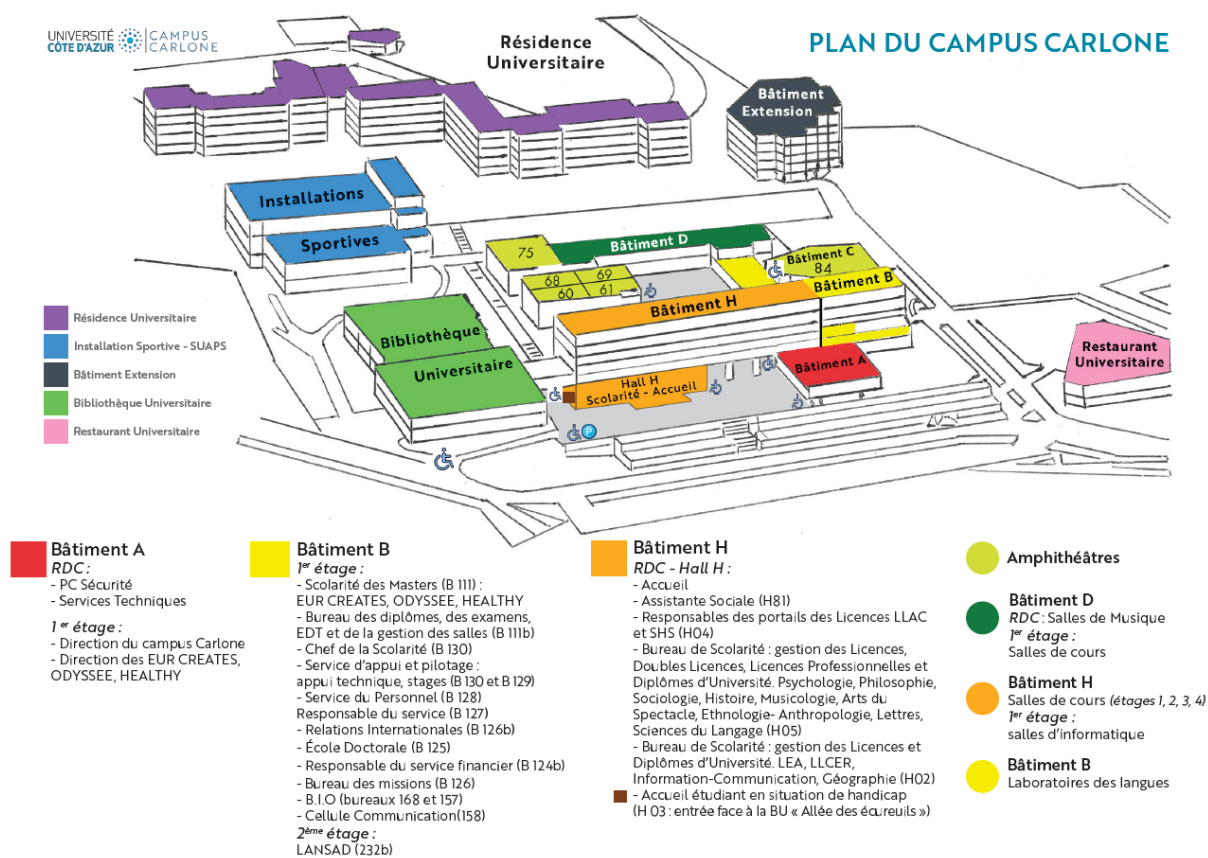 UNIVERSITÉ
CÔTE D'AZUR
CAMPUS
CARLONE
PLAN DU CAMPUS CARLONE
Résidence
Universitaire
Bâtiment
Extension
Installations
Sportives
75
Bâtiment D
Bâtiment C
84
68
69
60
61
Bâtiment B
Bâtiment H
Bibliothèque
Universitaire
Bâtiment A
Restaurant
Universitaire
Hall H
Scolarité - Accueil
P
Résidence Universitaire
Installation Sportive - SUAPS
Bâtiment Extension
Bibliothèque Universitaire
Restaurant Universitaire
Bâtiment A
RDC :
- PC Sécurité
- Services Techniques
1er étage :
- Direction du campus Carlone
- Direction des EUR CREATES,
ODYSSEE, HEALTHY
Bâtiment B
1er étage :
- Scolarité des Masters (B 111) :
EUR CREATES, ODYSSEE, HEALTHY
- Bureau des diplômes, des examens,
EDT et de la gestion des salles (B 111b)
- Chef de la Scolarité (B 130)
- Service d'appui et pilotage :
appui technique, stages (B 130 et B 129)
- Service du Personnel (B 128)
Responsable du service (B 127)
- Relations Internationales (B 126b)
- École Doctorale (B 125)
- Responsable du service financier (B 124b)
- Bureau des missions (B 126)
- B.I.O (bureaux 168 et 157)
- Cellule Communication(158)
2ème étage :
LANSAD (232b)
Bâtiment H
RDC - Hall H :
- Accueil
- Assistante Sociale (H81)
- Responsables des portails des Licences LLAC
et SHS (H04)
- Bureau de Scolarité : gestion des Licences,
Doubles Licences, Licences Professionnelles et
Diplômes d'Université. Psychologie, Philosophie,
Sociologie, Histoire, Musicologie, Arts du
Spectacle, Ethnologie- Anthropologie, Lettres,
Sciences du Langage (H05)
- Bureau de Scolarité : gestion des Licences et
Diplômes d'Université. LEA, LLCER,
Information-Communication, Géographie (H02)
- Accueil étudiant en situation de handicap
(H 03 : entrée face à la BU « Allée des écureuils »)
Amphithéâtres
Bâtiment D
RDC : Salles de Musique
1er étage :
Salles de cours
Bâtiment H
Salles de cours (étages 1, 2, 3, 4)
1er étage :
salles d'informatique
Bâtiment B
Laboratoires des langues